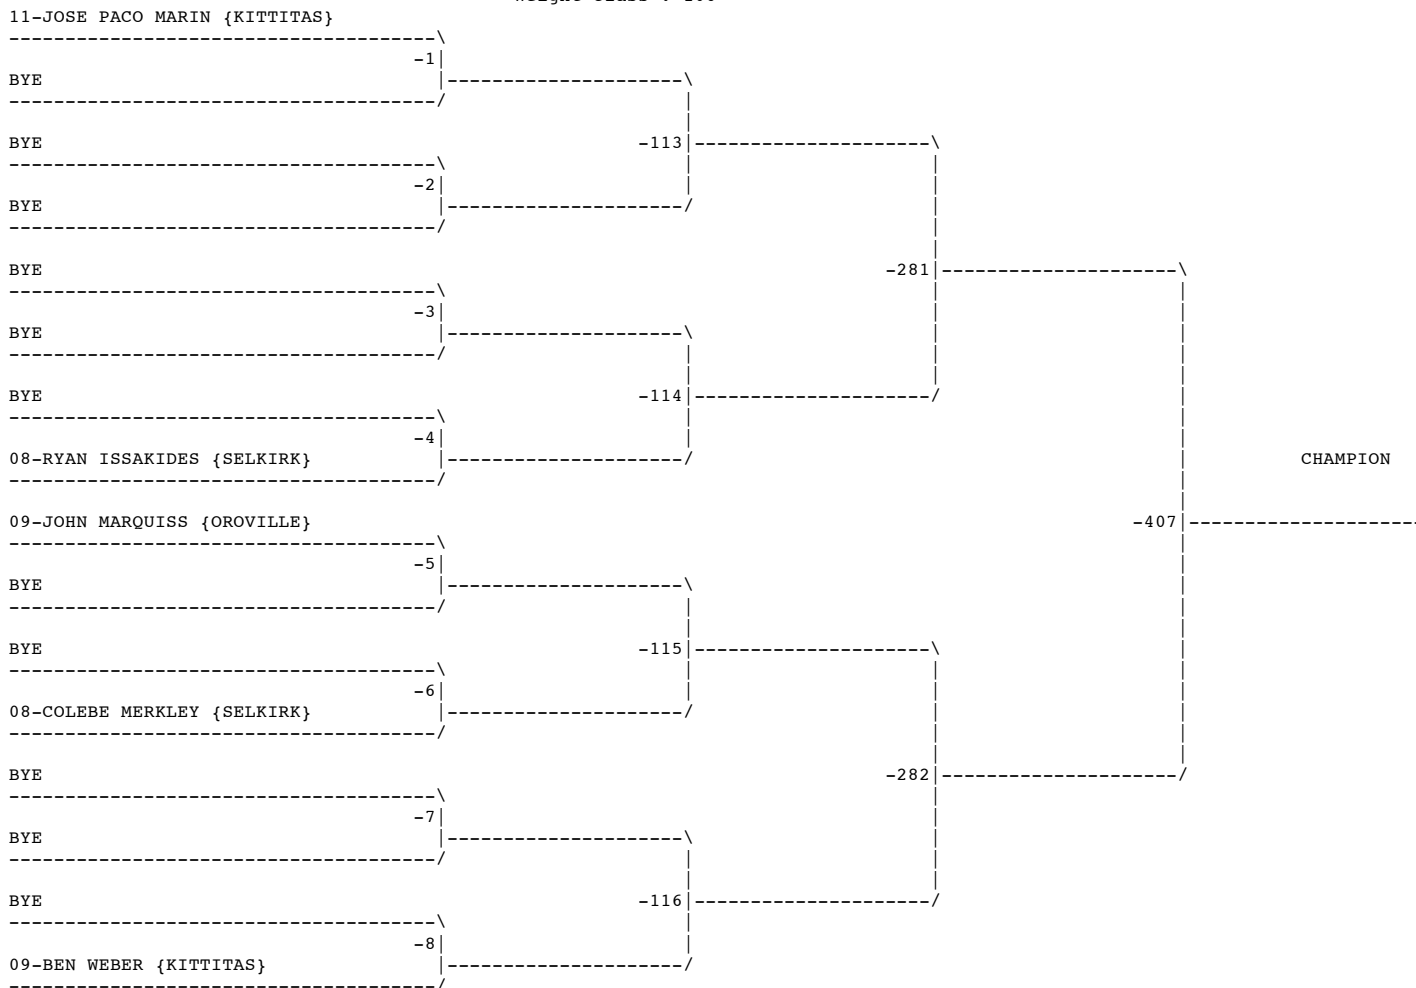 11-JOSE PACO MARIN {KITTITAS}
-1
BYE
BYE
-113
-2
BYE
BYE
-281
-3
BYE
BYE
-114
-4
08-RYAN ISSAKIDES {SELKIRK}
CHAMPION
09-JOHN MARQUISS {OROVILLE}
-407
-5
BYE
BYE
-115
-6
08-COLEBE MERKLEY {SELKIRK}
BYE
-282
-7
BYE
BYE
-116
-8
09-BEN WEBER {KITTITAS}